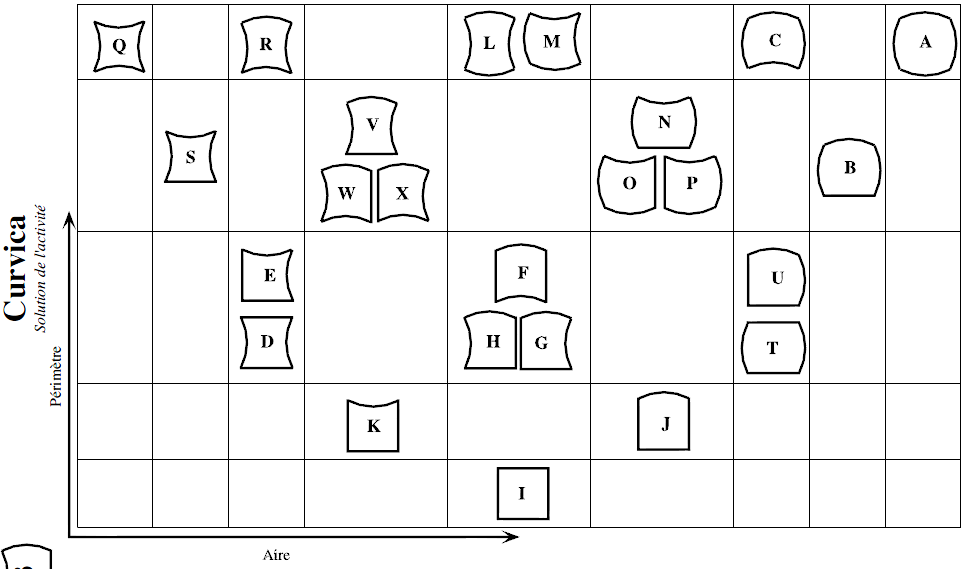 Curvica
Solution de l'activité
Périmètre
Q R L M C A
V N
S B
W X O P
E F U
D H G T
K J
I
Aire